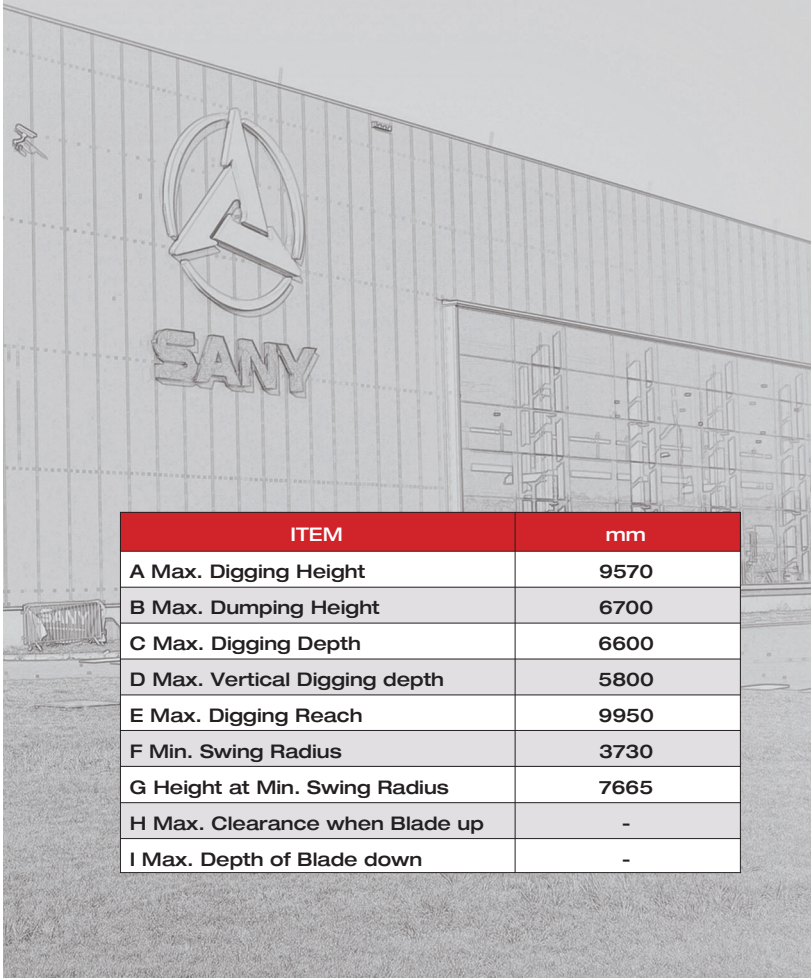 SANY
SANY
ITEM mm
A Max. Digging Height 9570
B Max. Dumping Height 6700
C Max. Digging Depth 6600
D Max. Vertical Digging depth 5800
E Max. Digging Reach 9950
F Min. Swing Radius 3730
G Height at Min. Swing Radius 7665
H Max. Clearance when Blade up -
I Max. Depth of Blade down -